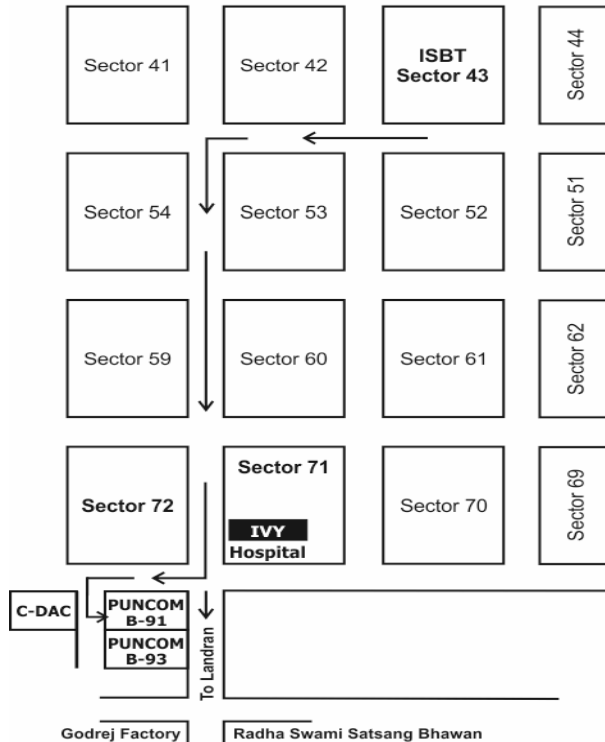 Sector 41
Sector 42
ISBT
Sector 43
Sector 44
Sector 54
Sector 53
Sector 52
Sector 51
Sector 59
Sector 60
Sector 61
Sector 62
Sector 72
Sector 71
IVY
Hospital
Sector 70
Sector 69
C-DAC
PUNCOM
B-91
PUNCOM
B-93
To Landran
Godrej Factory
Radha Swami Satsang Bhawan